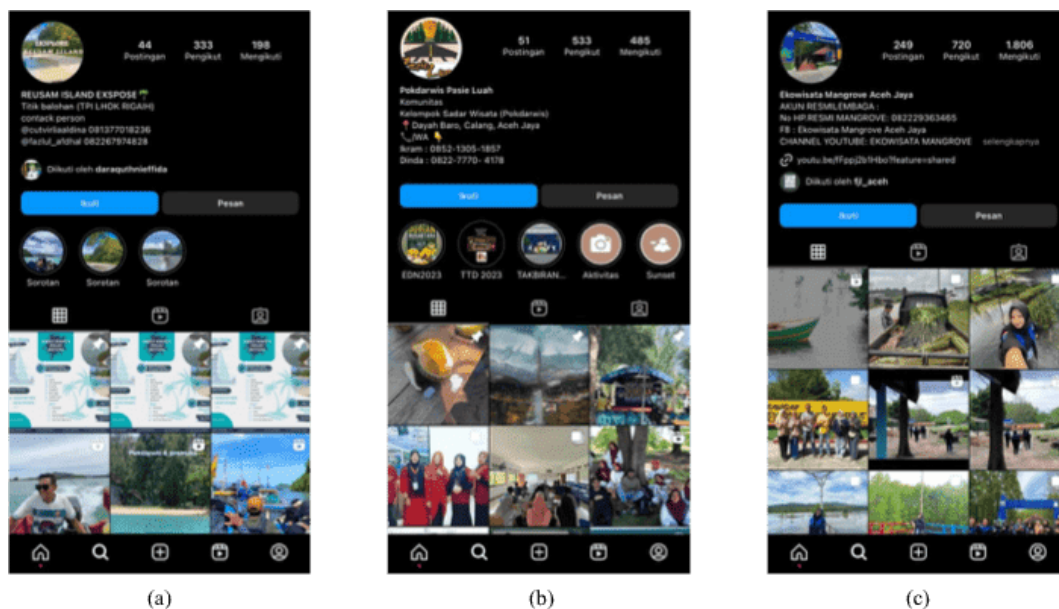 44 333 198
Postingan Pengikut Mengikuti
REUSAM ISLAND EXSPOSE
Titik balohan (TPI LHOK RIGAIH)
contack person
@cutvirliaaldina 081377018236
@fazlul_afdhal 082267974828
Diikuti oleh daraquthnieffida
Ikuti Pesan
Sorotan Sorotan Sorotan
(a)
51 533 485
Postingan Pengikut Mengikuti
Pokdarwis Pasie Luah
Komunitas
Kelempok Sadar Wisata (Pokdarwis)
Dayah Baro, Calang, Aceh Jaya
/WA
Ikram : 0852-1305-1857
Dinda : 0822-7770- 4178
Ikuti Pesan
EDN2023 TTD 2023 TAKBIRAN... Aktivitas Sunset
(b)
249 720 1.806
Postingan Pengikut Mengikuti
Ekowisata Mangrove Aceh Jaya
AKUN RESMILEMBAGA :
No HP.RESMI MANGROVE: 082229363465
FB : Ekowisata Mangrove Aceh Jaya
CHANNEL YOUTUBE: EKOWISATA MANGROVE selengkapnya
Diikuti oleh fjl_aceh
Ikuti Pesan
(c)